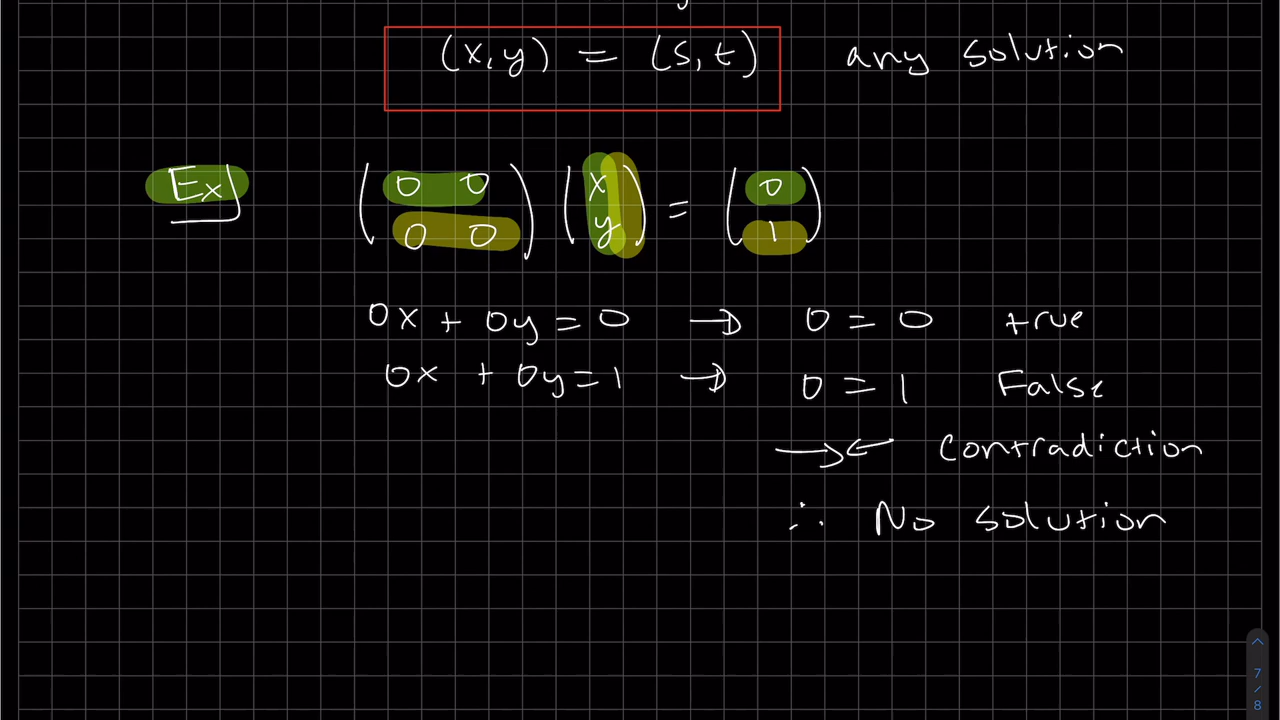 (x,y) = (s,t) any solution
Ex
(0 0) (x) = (0)
(0 0) (y) (1)
0x + 0y = 0 → 0 = 0 true
0x + 0y = 1 → 0 = 1 False
→← Contradiction
∴ No solution
7
/
8